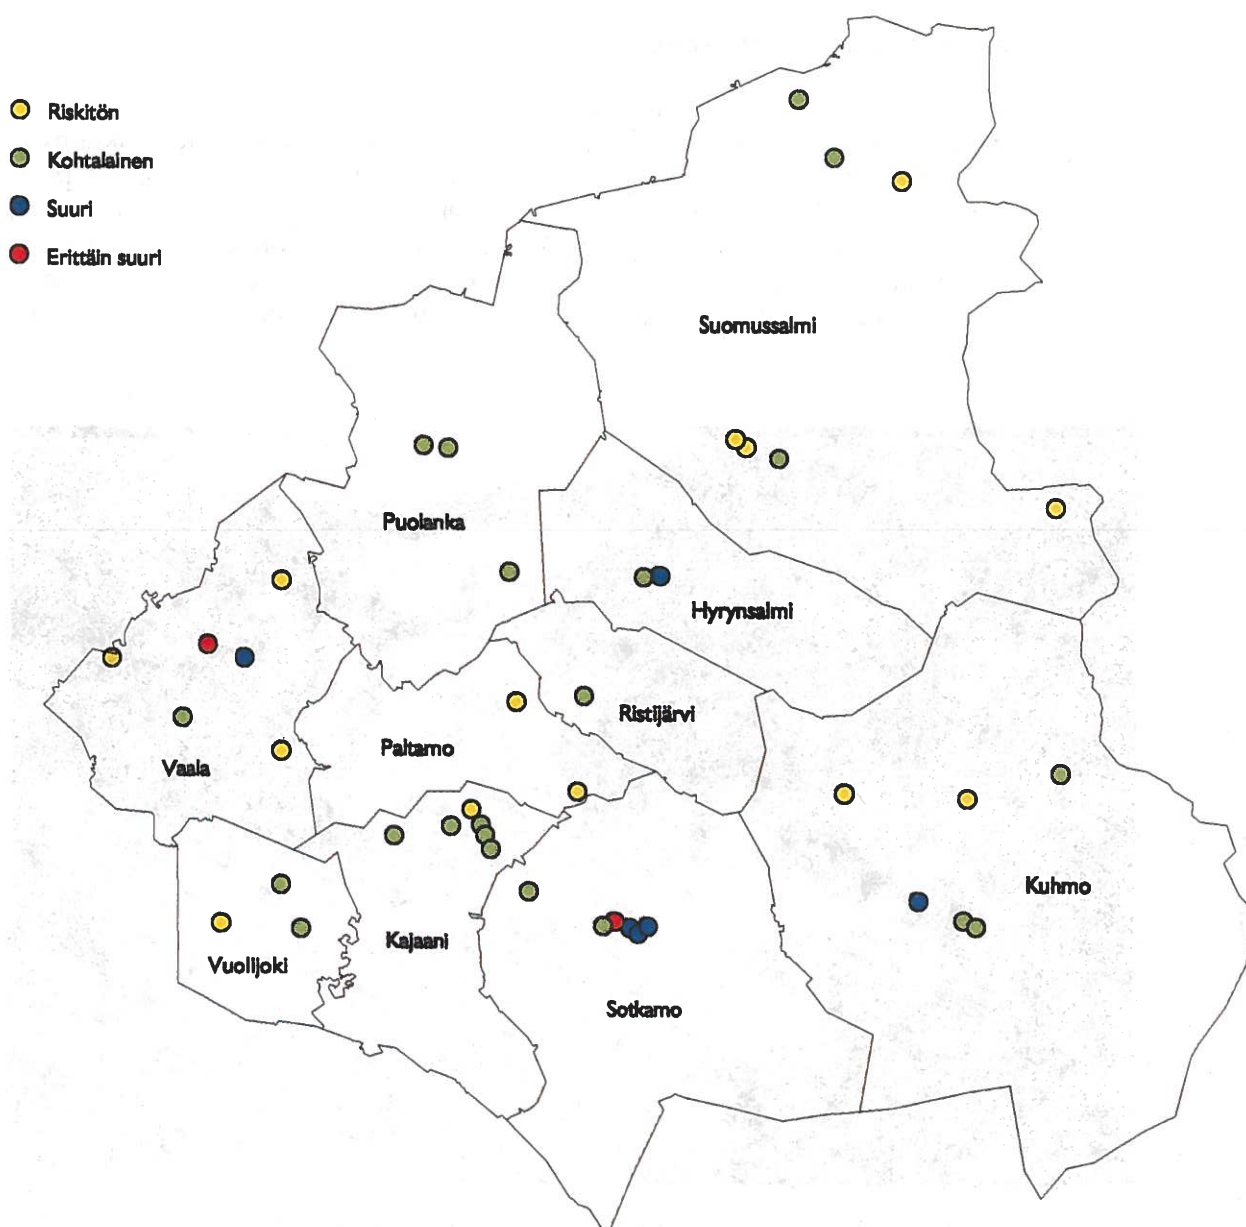 Riskitön
Kohtalainen
Suuri
Erittäin suuri
Suomussalmi
Puolanka
Hyrynsalmi
Ristijärvi
Paltamo
Vaala
Kuhmo
Kajaani
Vuolijoki
Sotkamo